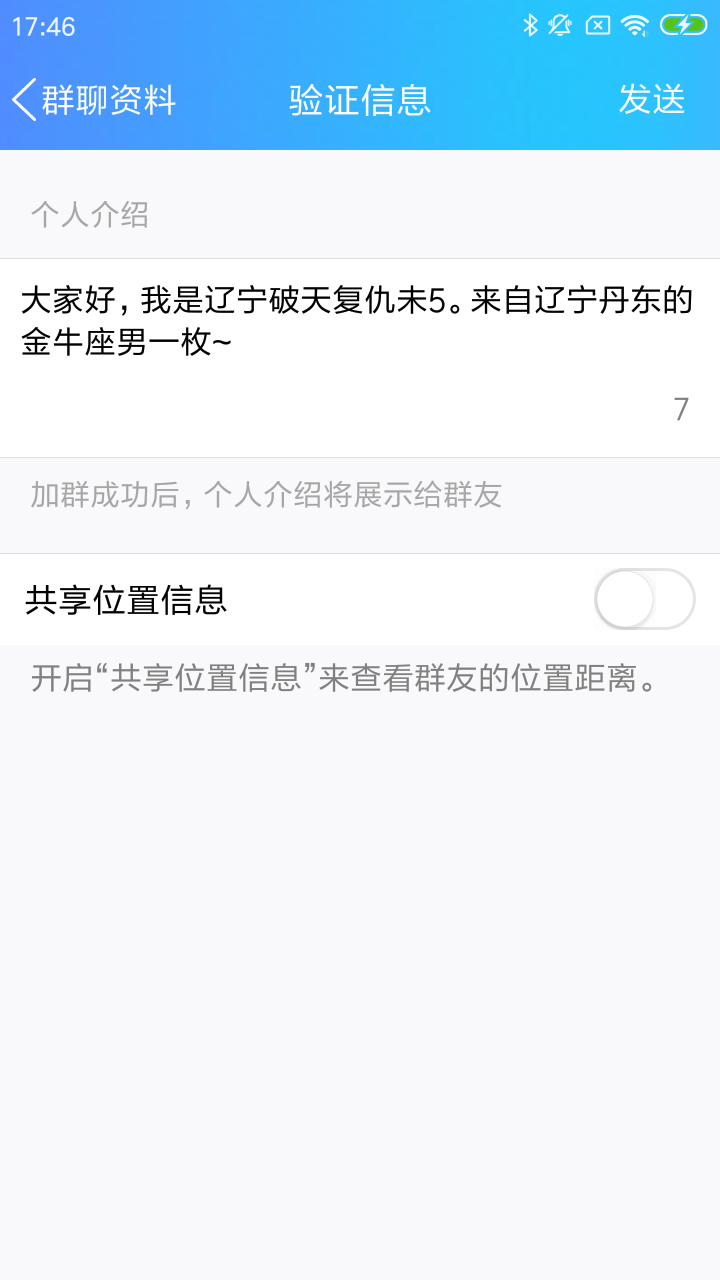 17:46
群聊资料
验证信息
发送
个人介绍
大家好，我是辽宁破天复仇未5。来自辽宁丹东的
金牛座男一枚~
7
加群成功后，个人介绍将展示给群友
共享位置信息
开启“共享位置信息”来查看群友的位置距离。